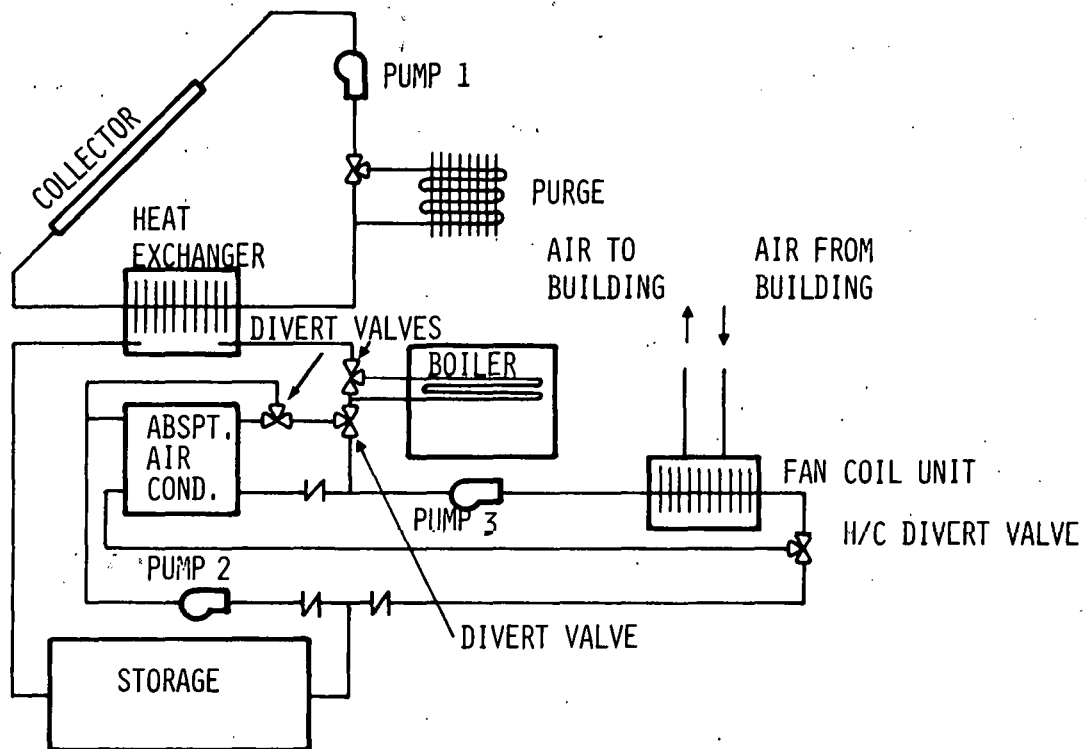 PUMP 1
COLLECTOR
PURGE
HEAT
EXCHANGER
AIR TO
BUILDING
AIR FROM
BUILDING
DIVERT VALVES
BOILER
ABSPT.
AIR
COND.
FAN COIL UNIT
PUMP 3
H/C DIVERT VALVE
PUMP 2
DIVERT VALVE
STORAGE